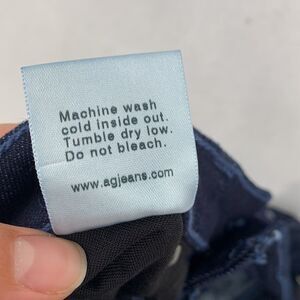 Machine wash
cold inside out.
Tumble dry low.
Do not bleach.
www.agjeans.com